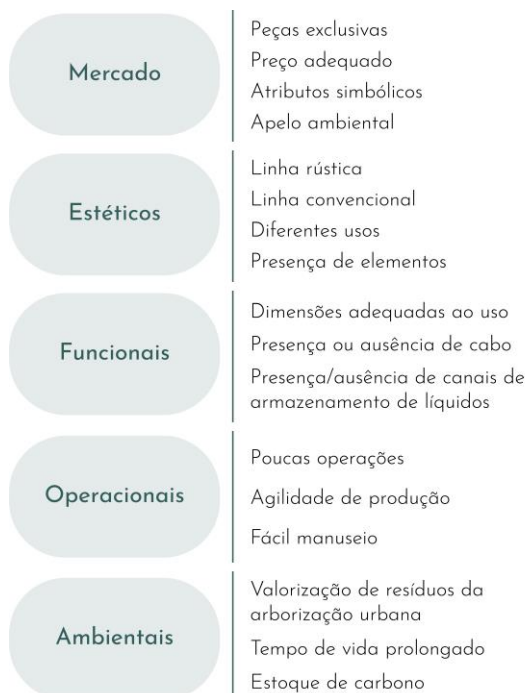 Mercado
Peças exclusivas
Preço adequado
Atributos simbólicos
Apelo ambiental
Estéticos
Linha rústica
Linha convencional
Diferentes usos
Presença de elementos
Funcionais
Dimensões adequadas ao uso
Presença ou ausência de cabo
Presença/ausência de canais de
armazenamento de líquidos
Operacionais
Poucas operações
Agilidade de produção
Fácil manuseio
Ambientais
Valorização de resíduos da
arborização urbana
Tempo de vida prolongado
Estoque de carbono